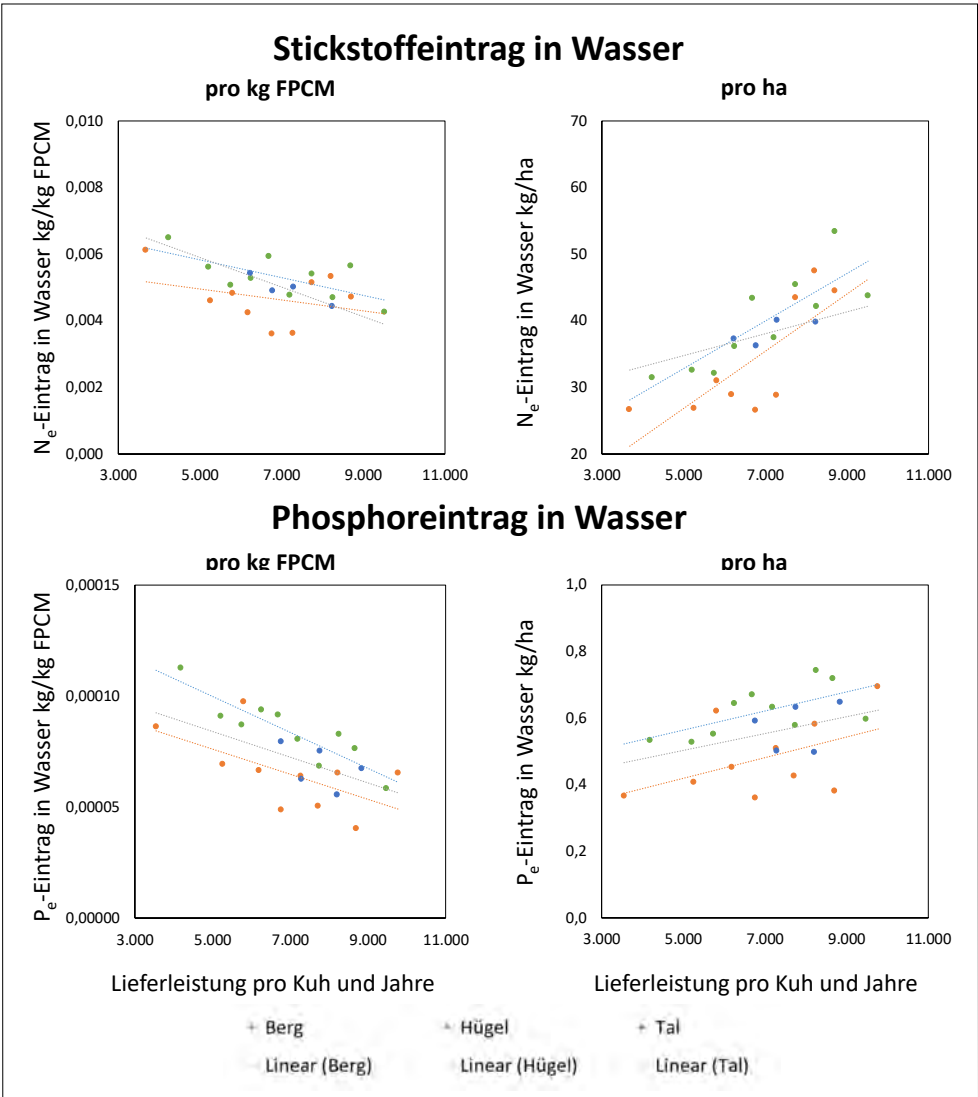 Stickstoffeintrag in Wasser
pro kg FPCM
pro ha
Nₑ-Eintrag in Wasser kg/kg FPCM
0,010
0,008
0,006
0,004
0,002
0,000
3.000 5.000 7.000 9.000 11.000
Nₑ-Eintrag in Wasser kg/ha
70
60
50
40
30
20
3.000 5.000 7.000 9.000 11.000
Phosphoreintrag in Wasser
pro kg FPCM
pro ha
Pₑ-Eintrag in Wasser kg/kg FPCM
0,00015
0,00010
0,00005
0,00000
3.000 5.000 7.000 9.000 11.000
Lieferleistung pro Kuh und Jahre
Pₑ-Eintrag in Wasser kg/ha
1,0
0,8
0,6
0,4
0,2
0,0
3.000 5.000 7.000 9.000 11.000
Lieferleistung pro Kuh und Jahre
Berg Hügel Tal
Linear (Berg) Linear (Hügel) Linear (Tal)